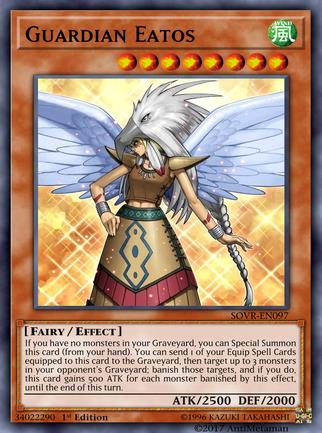 GUARDIAN EATOS
WIND
風
SOVR-EN097
[ FAIRY / EFFECT ]
If you have no monsters in your Graveyard, you can Special Summon
this card (from your hand). You can send 1 of your Equip Spell Cards
equipped to this card to the Graveyard, then target up to 3 monsters
in your opponent's Graveyard; banish those targets, and if you do,
this card gains 500 ATK for each monster banished by this effect,
until the end of this turn.
ATK/2500 DEF/2000
34022290 1st Edition ©1996 KAZUKI TAKAHASHI
©2017 AntiMetaman